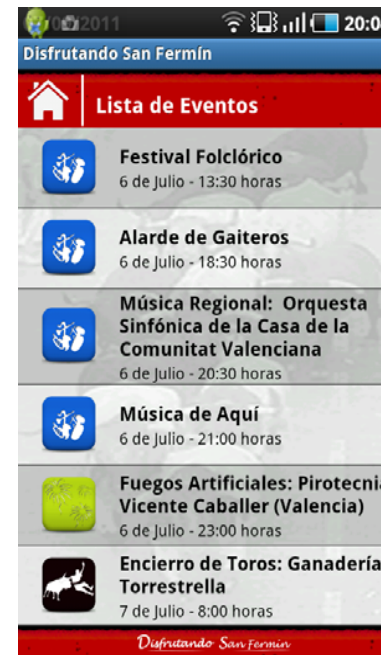 2011
20:0
Disfrutando San Fermín
Lista de Eventos
Festival Folclórico
6 de Julio - 13:30 horas
Alarde de Gaiteros
6 de Julio - 18:30 horas
Música Regional: Orquesta
Sinfónica de la Casa de la
Comunitat Valenciana
6 de Julio - 20:30 horas
Música de Aquí
6 de Julio - 21:00 horas
Fuegos Artificiales: Pirotecnia
Vicente Caballer (Valencia)
6 de Julio - 23:00 horas
Encierro de Toros: Ganadería
Torrestrella
7 de Julio - 8:00 horas
Disfrutando San Fermin